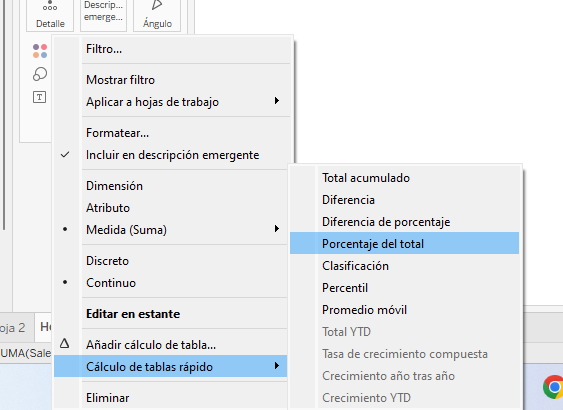 Detalle
Descrip...
emerge...
Ángulo
T
Filtro...
Mostrar filtro
Aplicar a hojas de trabajo
Formatear...
Incluir en descripción emergente
Dimensión
Atributo
Medida (Suma)
Discreto
Continuo
Editar en estante
Añadir cálculo de tabla...
Cálculo de tablas rápido
Eliminar
Total acumulado
Diferencia
Diferencia de porcentaje
Porcentaje del total
Clasificación
Percentil
Promedio móvil
Total YTD
Tasa de crecimiento compuesta
Crecimiento año tras año
Crecimiento YTD
oja 2
Ho
UMA(Sale